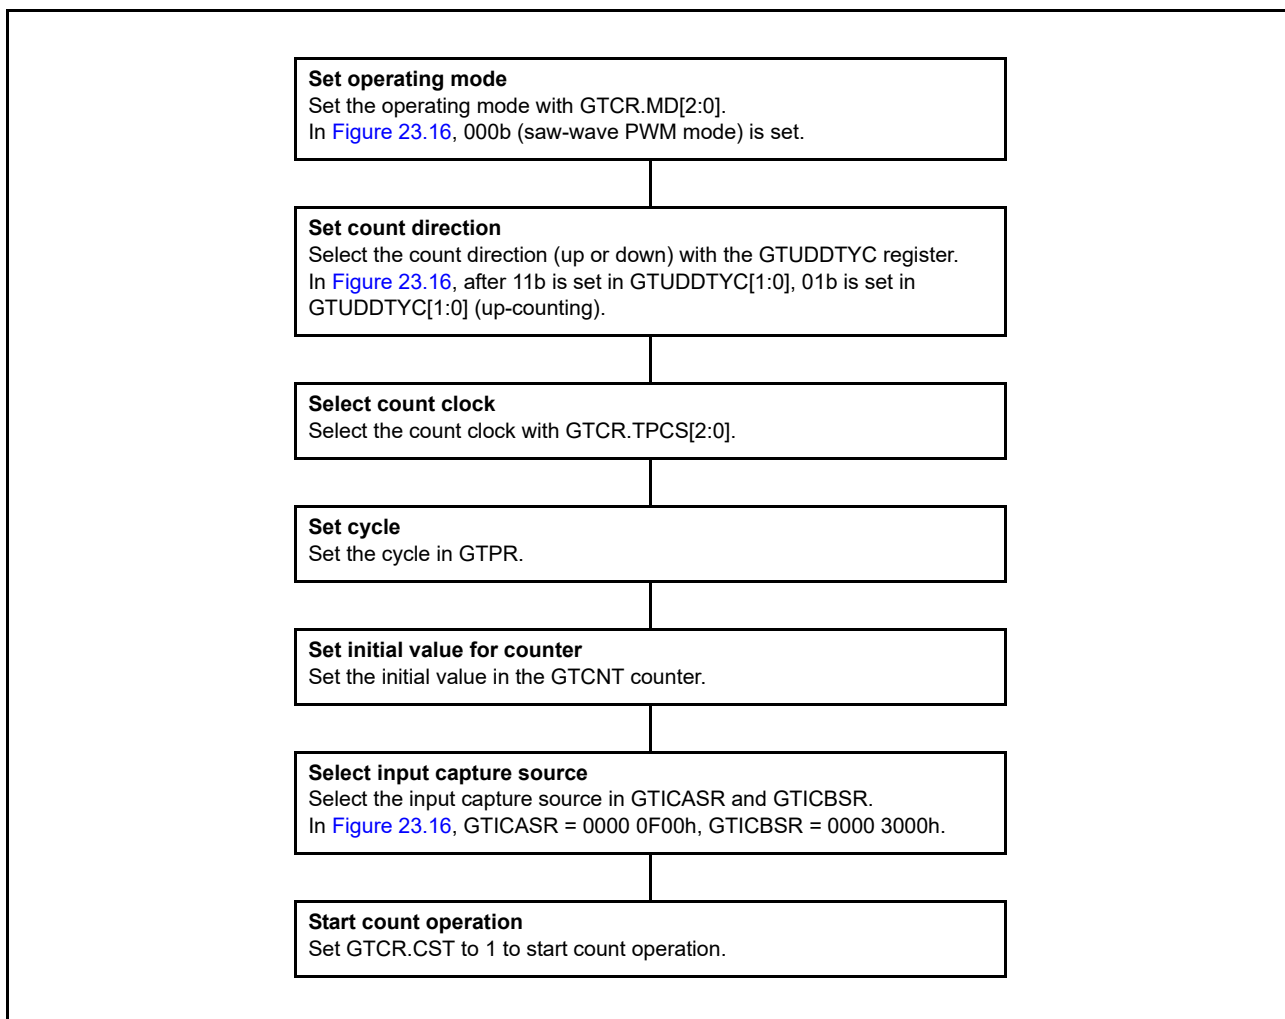 Set operating mode
Set the operating mode with GTCR.MD[2:0].
In Figure 23.16, 000b (saw-wave PWM mode) is set.
Set count direction
Select the count direction (up or down) with the GTUDDTYC register.
In Figure 23.16, after 11b is set in GTUDDTYC[1:0], 01b is set in
GTUDDTYC[1:0] (up-counting).
Select count clock
Select the count clock with GTCR.TPCS[2:0].
Set cycle
Set the cycle in GTPR.
Set initial value for counter
Set the initial value in the GTCNT counter.
Select input capture source
Select the input capture source in GTICASR and GTICBSR.
In Figure 23.16, GTICASR = 0000 0F00h, GTICBSR = 0000 3000h.
Start count operation
Set GTCR.CST to 1 to start count operation.